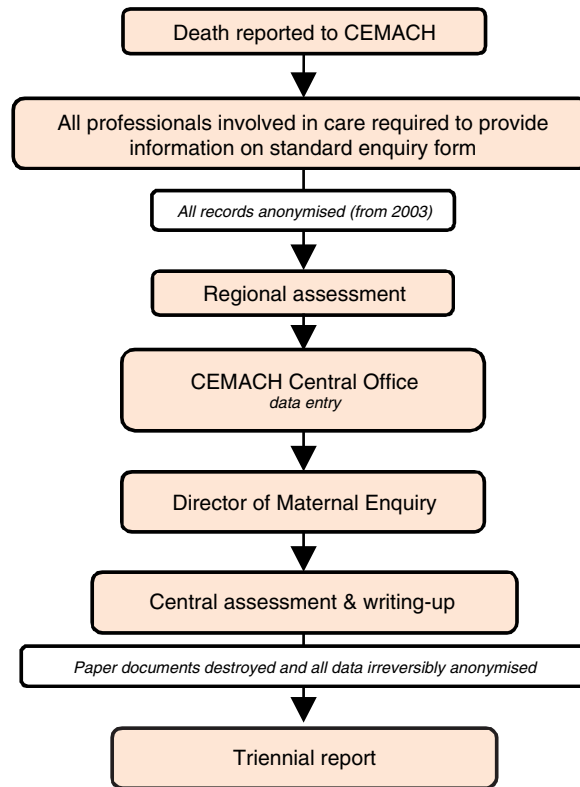 Death reported to CEMACH
All professionals involved in care required to provide
information on standard enquiry form
All records anonymised (from 2003)
Regional assessment
CEMACH Central Office
data entry
Director of Maternal Enquiry
Central assessment & writing-up
Paper documents destroyed and all data irreversibly anonymised
Triennial report